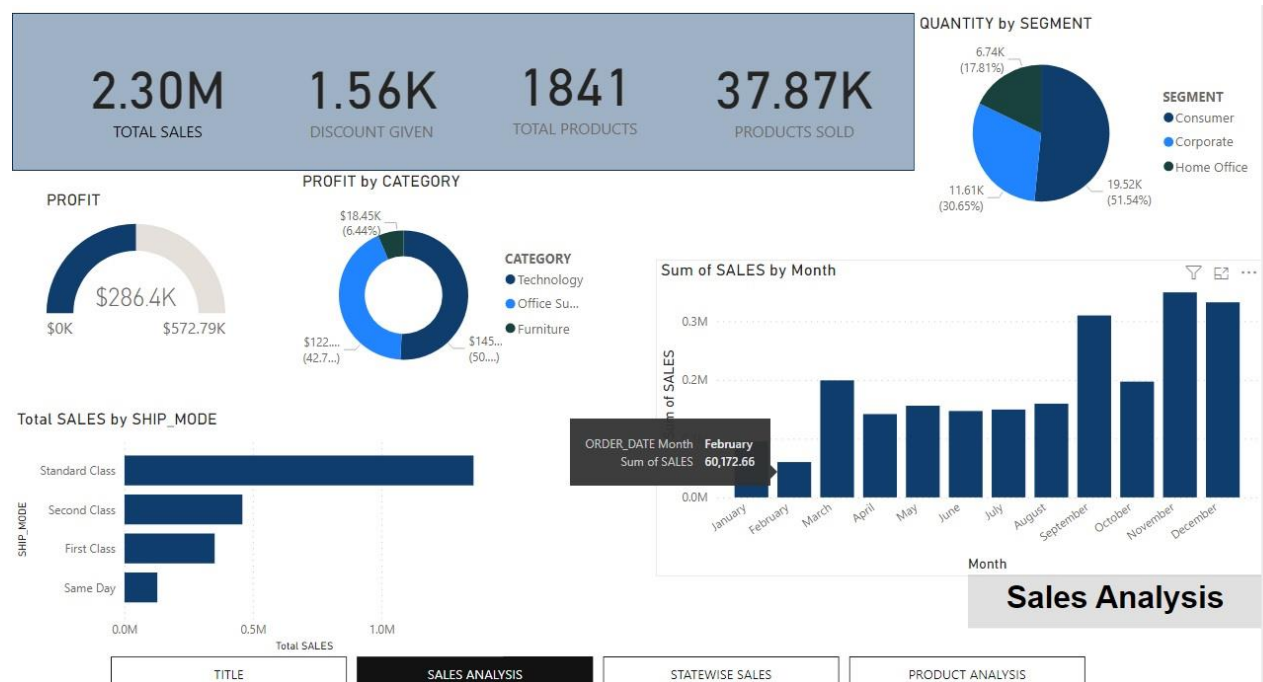 2.30M
TOTAL SALES
1.56K
DISCOUNT GIVEN
1841
TOTAL PRODUCTS
37.87K
PRODUCTS SOLD
QUANTITY by SEGMENT
6.74K
(17.81%)
11.61K
(30.65%)
19.52K
(51.54%)
SEGMENT
Consumer
Corporate
Home Office
PROFIT
$286.4K
$0K
$572.79K
PROFIT by CATEGORY
$18.45K
(6.44%)
$122....
(42.7...)
$145...
(50....)
CATEGORY
Technology
Office Su...
Furniture
Sum of SALES by Month
Sum of SALES
0.3M
0.2M
0.0M
ORDER_DATE Month February
Sum of SALES 60,172.66
January
February
March
April
May
June
July
August
September
October
November
December
Month
Total SALES by SHIP_MODE
SHIP_MODE
Standard Class
Second Class
First Class
Same Day
0.0M
0.5M
1.0M
Total SALES
Sales Analysis
TITLE
SALES ANALYSIS
STATEWISE SALES
PRODUCT ANALYSIS